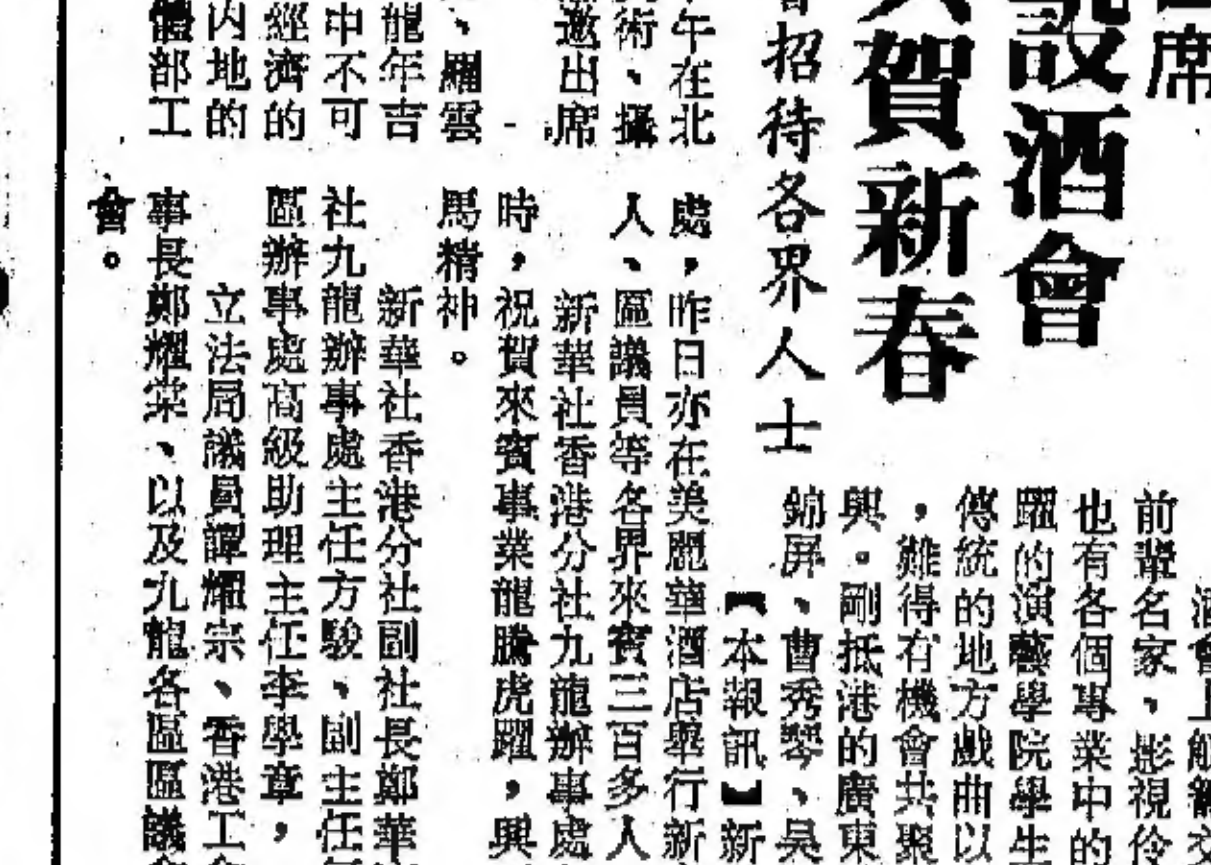 席
設酒會
賀新春
招待各界人士
午在北
術、攝
邀出席
、羅雲
龍年吉
中不可
經濟的
內地的
體部工
酒會上
前輩名家，影視伶
也有各個專業中的
躍的演藝學院學生
傳統的地方戲曲以
，難得有機會共聚
興。剛抵港的廣東
錦屏、曹秀琴、吳
【本報訊】新
處，昨日亦在美麗華酒店舉行新
人、區議員等各界來賓三百多人
新華社香港分社九龍辦事處
時，祝賀來賓事業龍騰虎躍，興
馬精神。
新華社香港分社副社長鄭華
社九龍辦事處主任方駿、副主任
區辦事處高級助理主任李學章，
立法局議員譚耀宗、香港工
事長鄭耀棠、以及九龍各區區議
會。